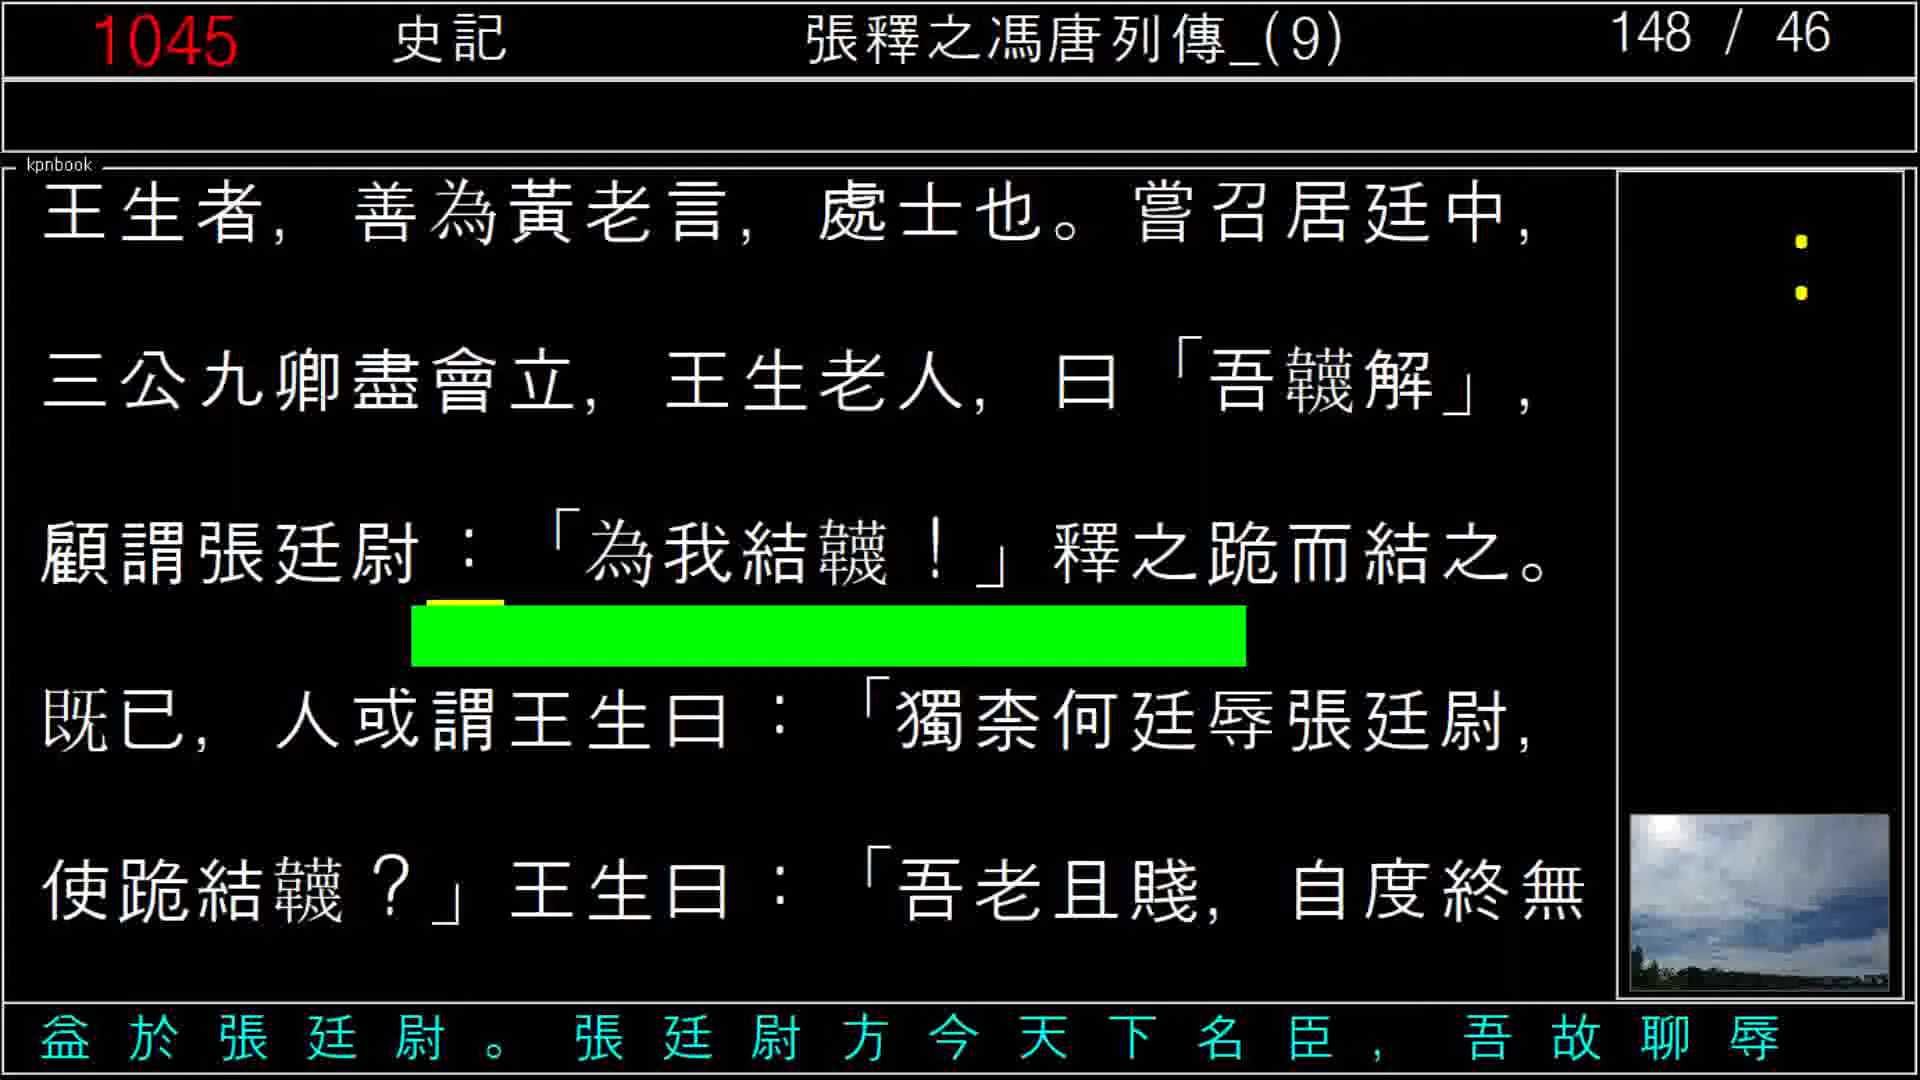 1045 史記 張釋之馮唐列傳_(9) 148 / 46
kpnbook
王生者，善為黃老言，處士也。嘗召居廷中，
三公九卿盡會立，王生老人，曰「吾韈解」，
顧謂張廷尉：「為我結韈！」釋之跪而結之。
既已，人或謂王生曰：「獨柰何廷辱張廷尉，
使跪結韈？」王生曰：「吾老且賤，自度終無
：
益於張廷尉。張廷尉方今天下名臣，吾故聊辱